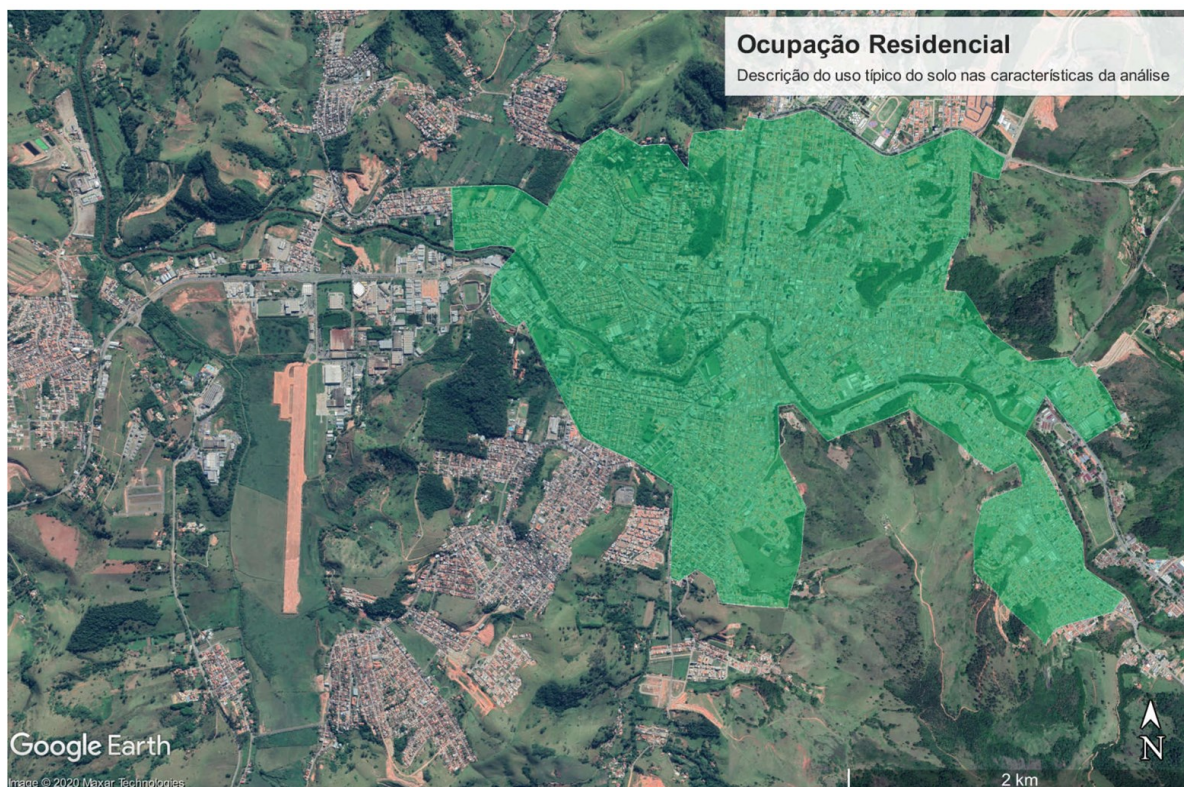 Ocupação Residencial
Descrição do uso típico do solo nas características da análise
Google Earth
Image © 2020 Maxar Technologies
N
2 km